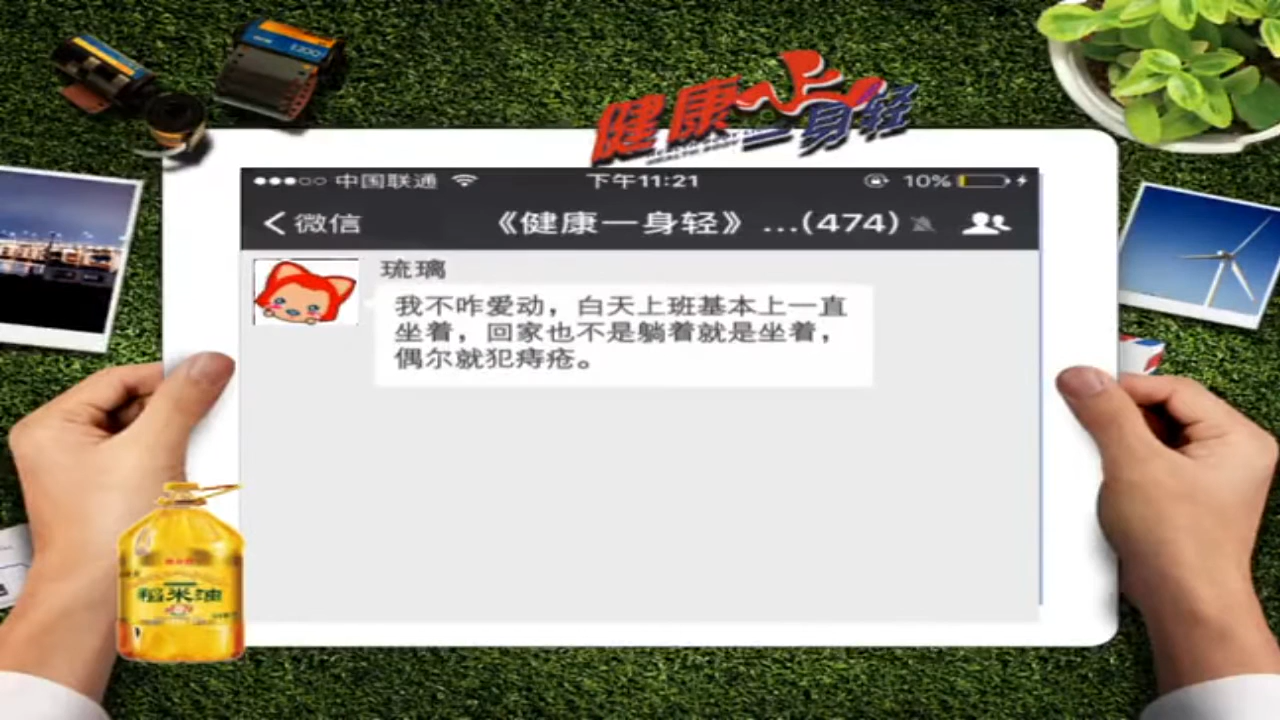 健康一身轻
中国联通 下午11:21 10%
微信 《健康一身轻》 ...(474)
琉璃
我不咋爱动，白天上班基本上一直
坐着，回家也不是躺着就是坐着，
偶尔就犯痔疮。
稻米油